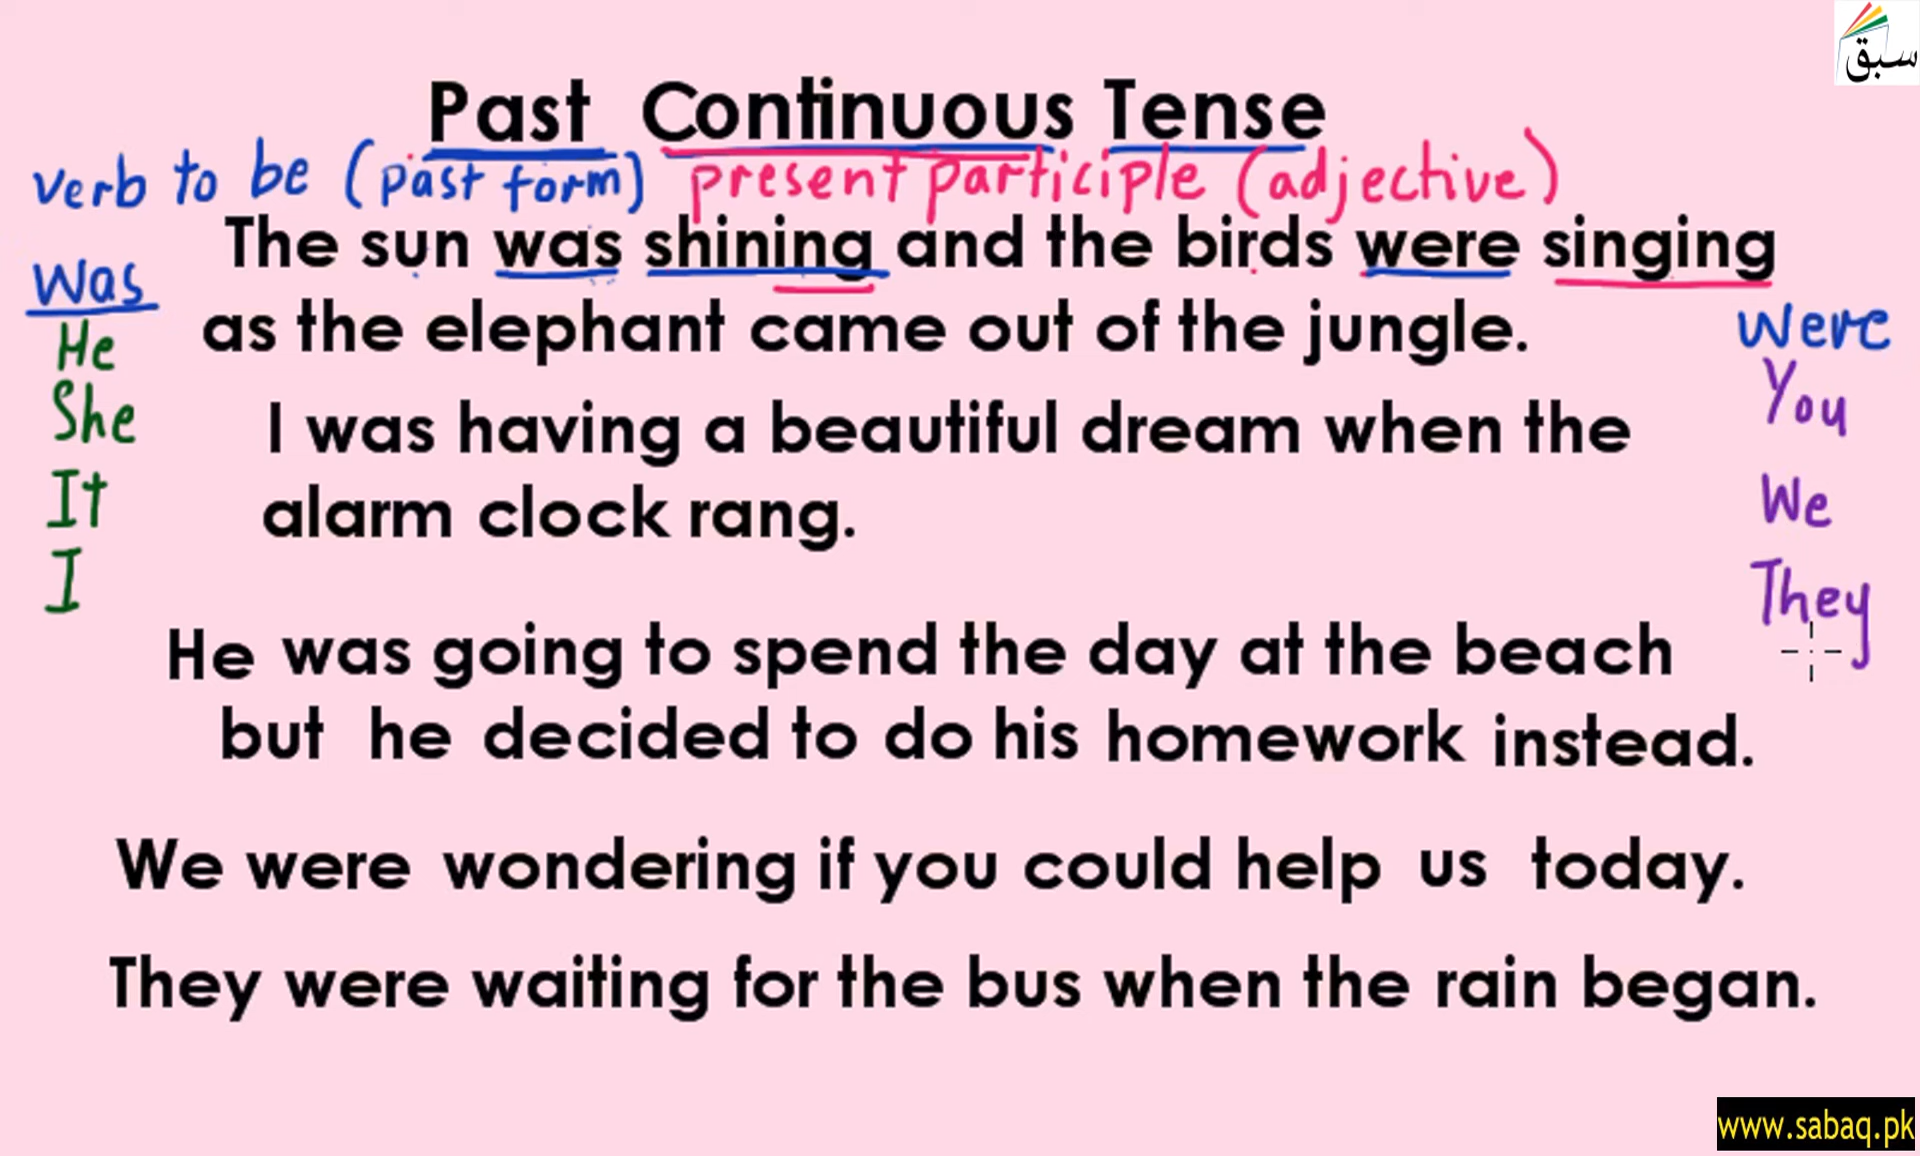 سبق
Past Continuous Tense
verb to be (past form) present participle (adjective)
The sun was shining and the birds were singing
Was
as the elephant came out of the jungle.
were
He
You
She
I was having a beautiful dream when the
It
We
alarm clock rang.
I
They
He was going to spend the day at the beach
but he decided to do his homework instead.
We were wondering if you could help us today.
They were waiting for the bus when the rain began.
www.sabaq.pk